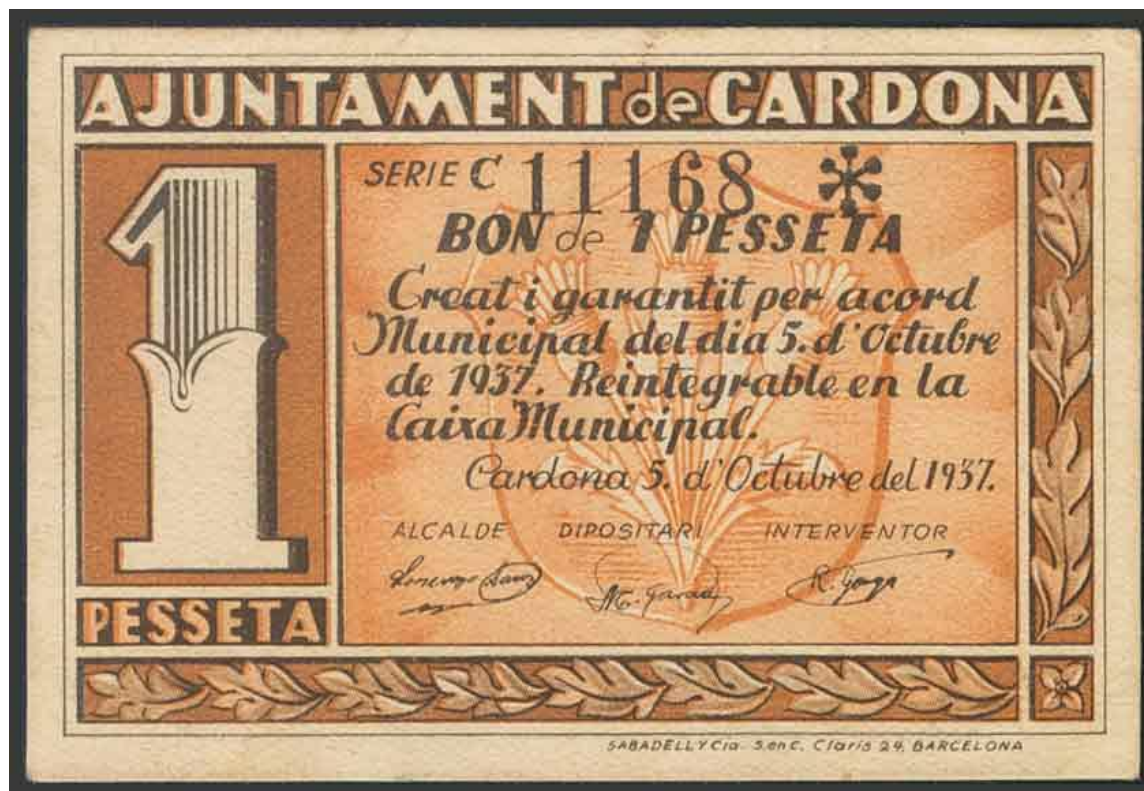 AJUNTAMENT de CARDONA
1
PESSETA
SERIE C 11168 *
BON de 1 PESSETA
Creat i garantit per acord
Municipal del dia 5. d'Octubre
de 1937. Reintegrable en la
Caixa Municipal.
Cardona 5. d'Octubre del 1937.
ALCALDE DIPOSITARI INTERVENTOR
Lorenzo
SABADELL Y Cia. S. en C. Claris 24. BARCELONA